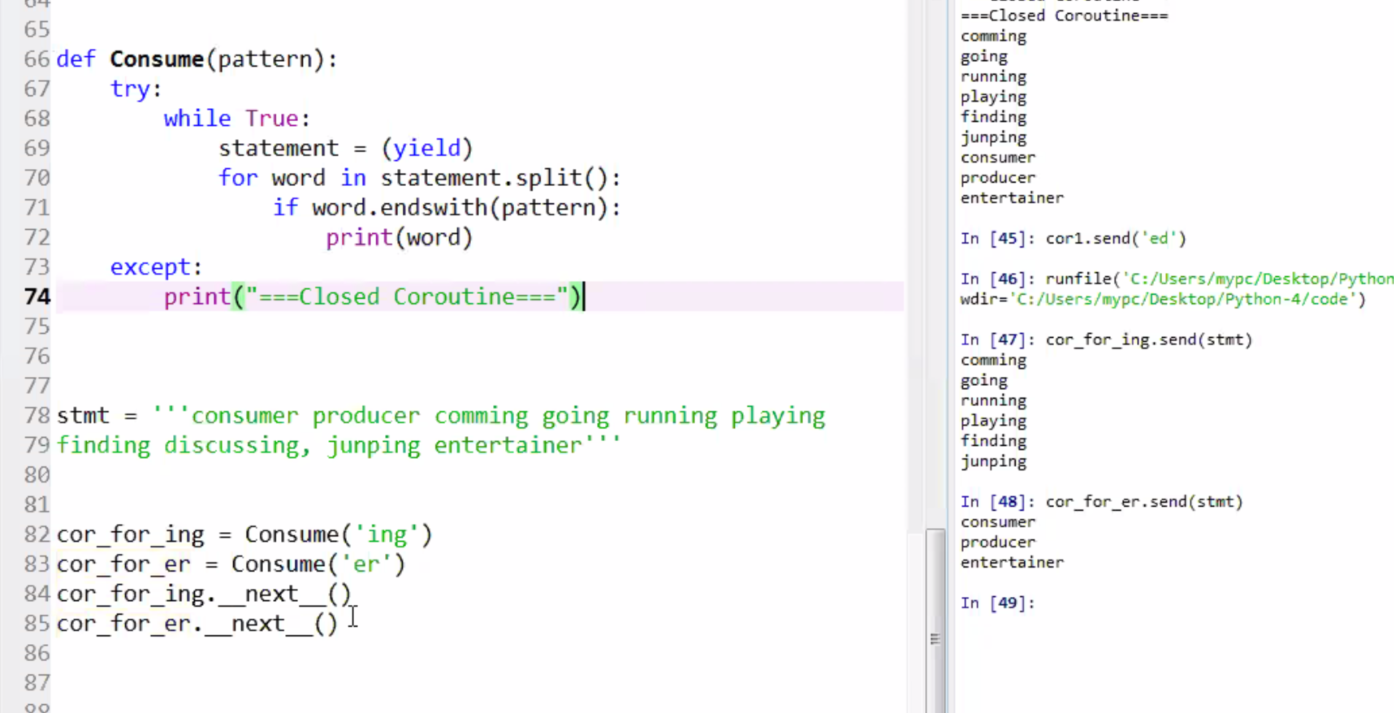 64
65
66 def Consume(pattern):
67 try:
68 while True:
69 statement = (yield)
70 for word in statement.split():
71 if word.endswith(pattern):
72 print(word)
73 except:
74 print("===Closed Coroutine===")
75
76
77
78 stmt = '''consumer producer comming going running playing
79 finding discussing, junping entertainer'''
80
81
82 cor_for_ing = Consume('ing')
83 cor_for_er = Consume('er')
84 cor_for_ing.__next__()
85 cor_for_er.__next__()
86
87
88
===Closed Coroutine===
comming
going
running
playing
finding
junping
consumer
producer
entertainer
In [45]: cor1.send('ed')
In [46]: runfile('C:/Users/mypc/Desktop/Python
wdir='C:/Users/mypc/Desktop/Python-4/code')
In [47]: cor_for_ing.send(stmt)
comming
going
running
playing
finding
junping
In [48]: cor_for_er.send(stmt)
consumer
producer
entertainer
In [49]: